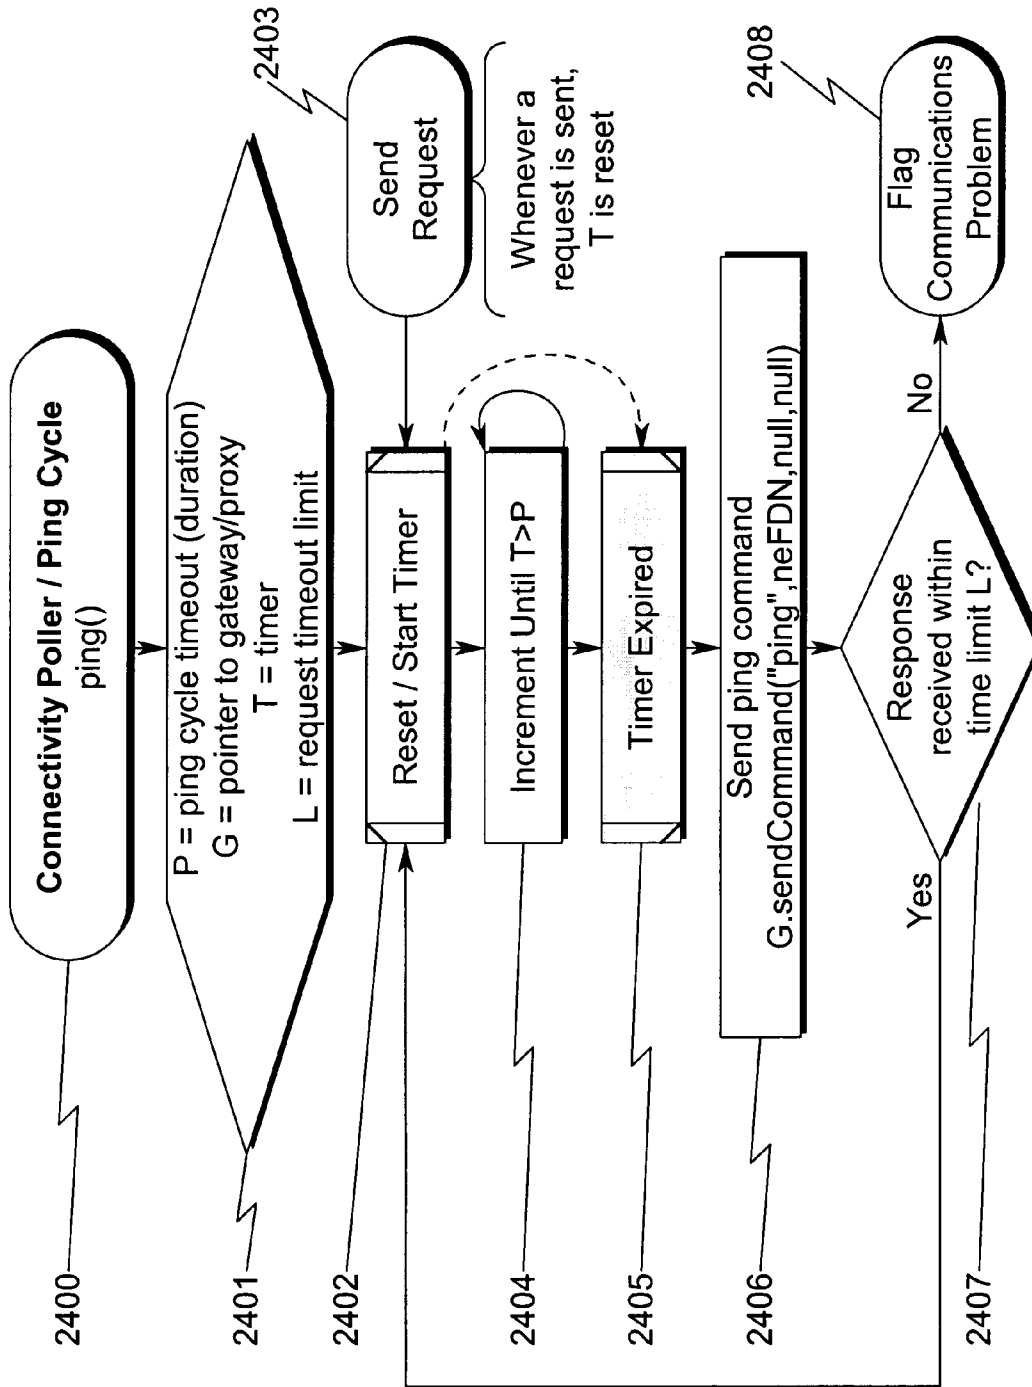 2400
Connectivity Poller / Ping Cycle
ping()
2401
P = ping cycle timeout (duration)
G = pointer to gateway/proxy
T = timer
L = request timeout limit
2402
Reset / Start Timer
2403
Send
Request
Whenever a
request is sent,
T is reset
2404
Increment Until T>P
2405
Timer Expired
2406
Send ping command
G.sendCommand("ping",neFDN,null,null)
2407
Response
received within
time limit L?
Yes
No
2408
Flag
Communications
Problem